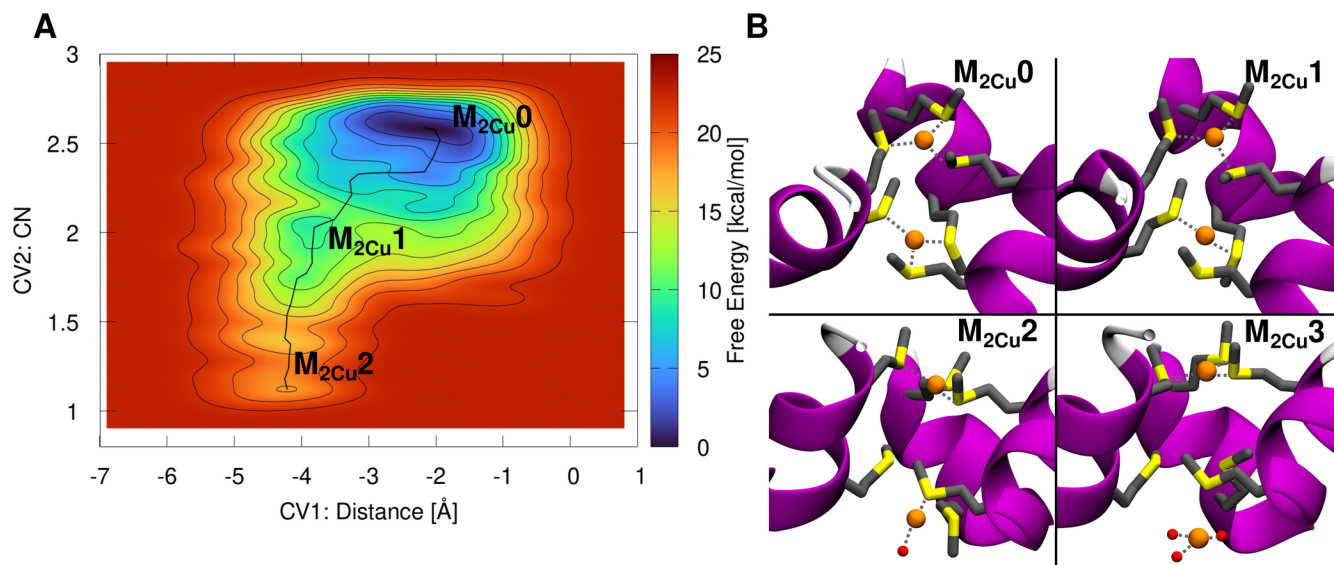 A
B
3
2.5
2
1.5
1
CV2: CN
-7
-6
-5
-4
-3
-2
-1
0
1
CV1: Distance [Å]
M2Cu0
M2Cu1
M2Cu2
25
20
15
10
5
0
Free Energy [kcal/mol]
M2Cu0
M2Cu1
M2Cu2
M2Cu3